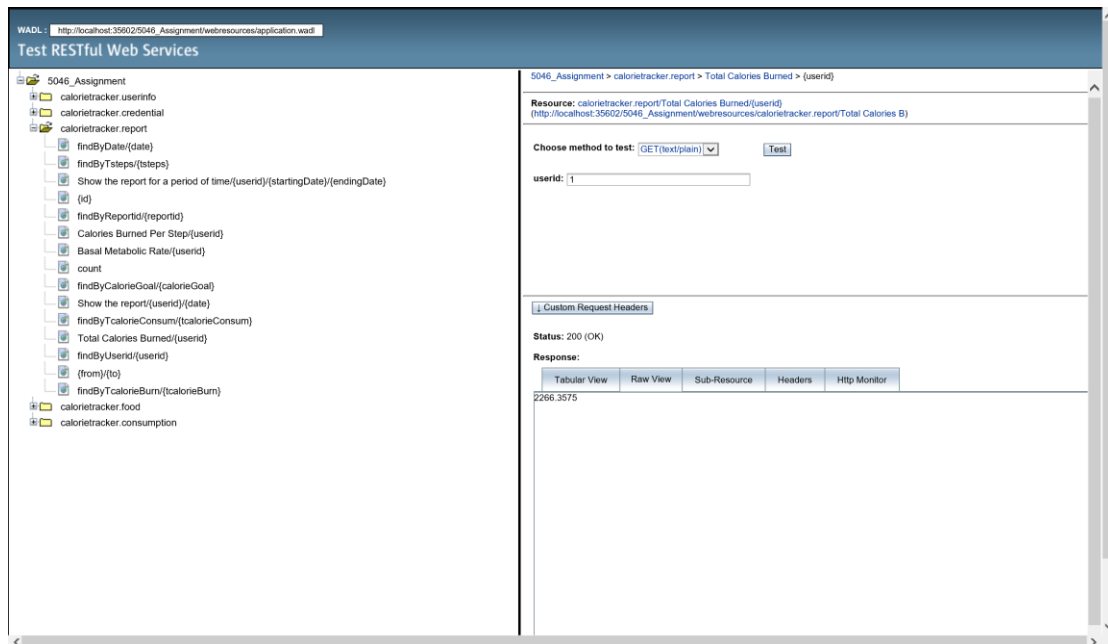 WADL : http://localhost:35602/5046_Assignment/webresources/application.wadl
Test RESTful Web Services
5046_Assignment
calorietracker.userinfo
calorietracker.credential
calorietracker.report
findByDate/{date}
findByTsteps/{tsteps}
Show the report for a period of time/{userid}/{startingDate}/{endingDate}
{id}
findByReportid/{reportid}
Calories Burned Per Step/{userid}
Basal Metabolic Rate/{userid}
count
findByCalorieGoal/{calorieGoal}
Show the report/{userid}/{date}
findByTcalorieConsum/{tcalorieConsum}
Total Calories Burned/{userid}
findByUserid/{userid}
{from}/{to}
findByTcalorieBurn/{tcalorieBurn}
calorietracker.food
calorietracker.consumption
5046_Assignment > calorietracker.report > Total Calories Burned > {userid}
Resource: calorietracker.report/Total Calories Burned/{userid}
(http://localhost:35602/5046_Assignment/webresources/calorietracker.report/Total Calories B)
Choose method to test: GET(text/plain) Test
userid: 1
↓ Custom Request Headers
Status: 200 (OK)
Response:
Tabular View Raw View Sub-Resource Headers Http Monitor
2266.3575